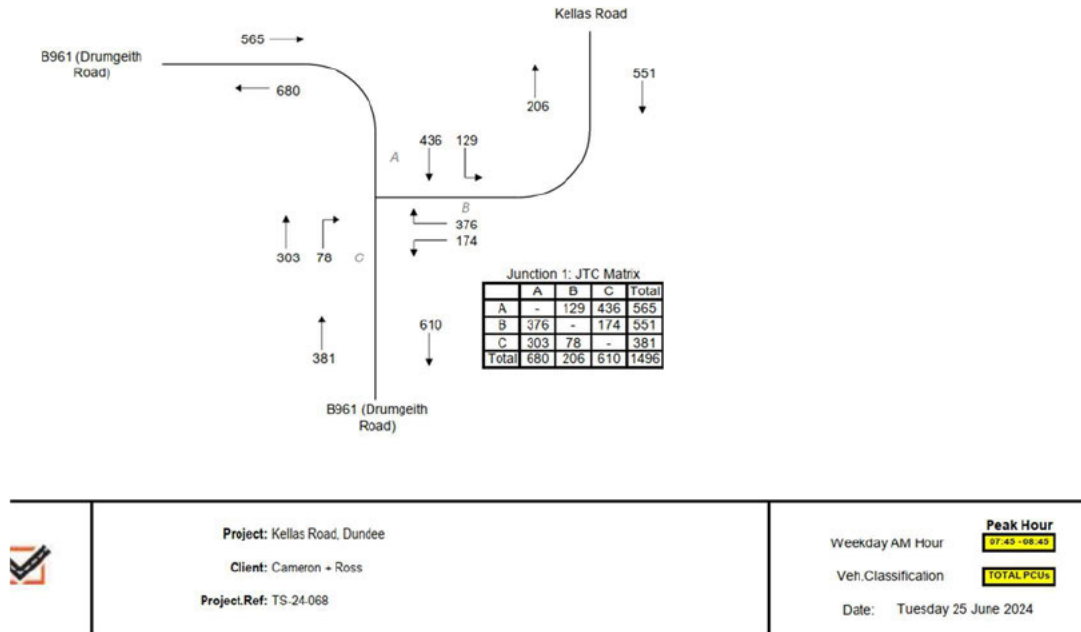 Kellas Road
565
B961 (Drumgeith
Road)
680
551
206
436 129
A
B
376
174
303 78 C
Junction 1: JTC Matrix
A B C Total
A - 129 436 565
B 376 - 174 551
C 303 78 - 381
Total 680 206 610 1496
610
381
B961 (Drumgeith
Road)
Project: Kellas Road, Dundee
Client: Cameron + Ross
Project.Ref: TS-24-068
Peak Hour
Weekday AM Hour 07:45 - 08:45
Veh.Classification TOTAL PCUs
Date: Tuesday 25 June 2024